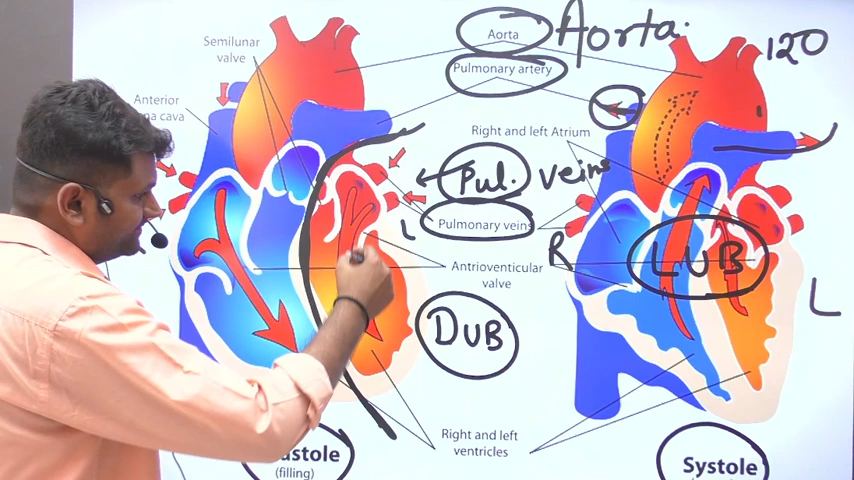 Semilunar
valve
Aorta
Aorta
120
Pulmonary artery
Anterior
Right and left Atrium
Pul. veins
Pulmonary veins
L
R
LUB
Antrioventicular
valve
L
DUB
Right and left
ventricles
Systole
(filling)